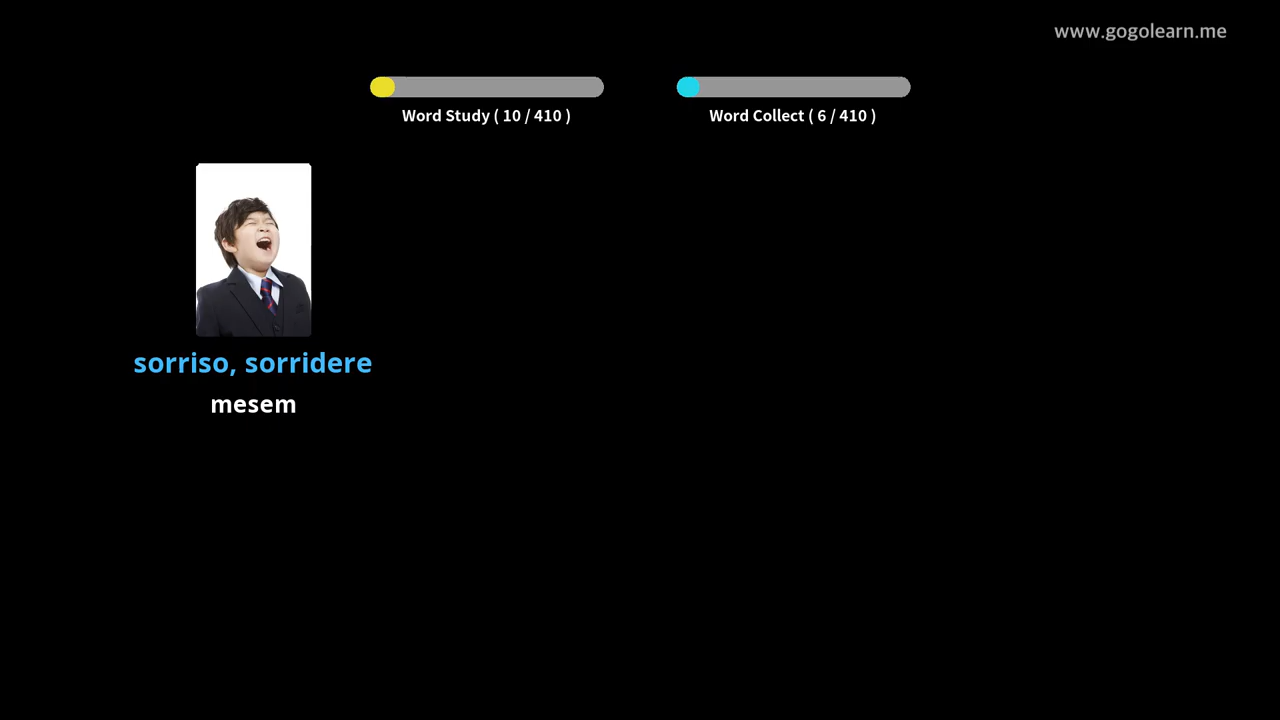 www.gogolearn.me
Word Study ( 10 / 410 )
Word Collect ( 6 / 410 )
sorriso, sorridere
mesem